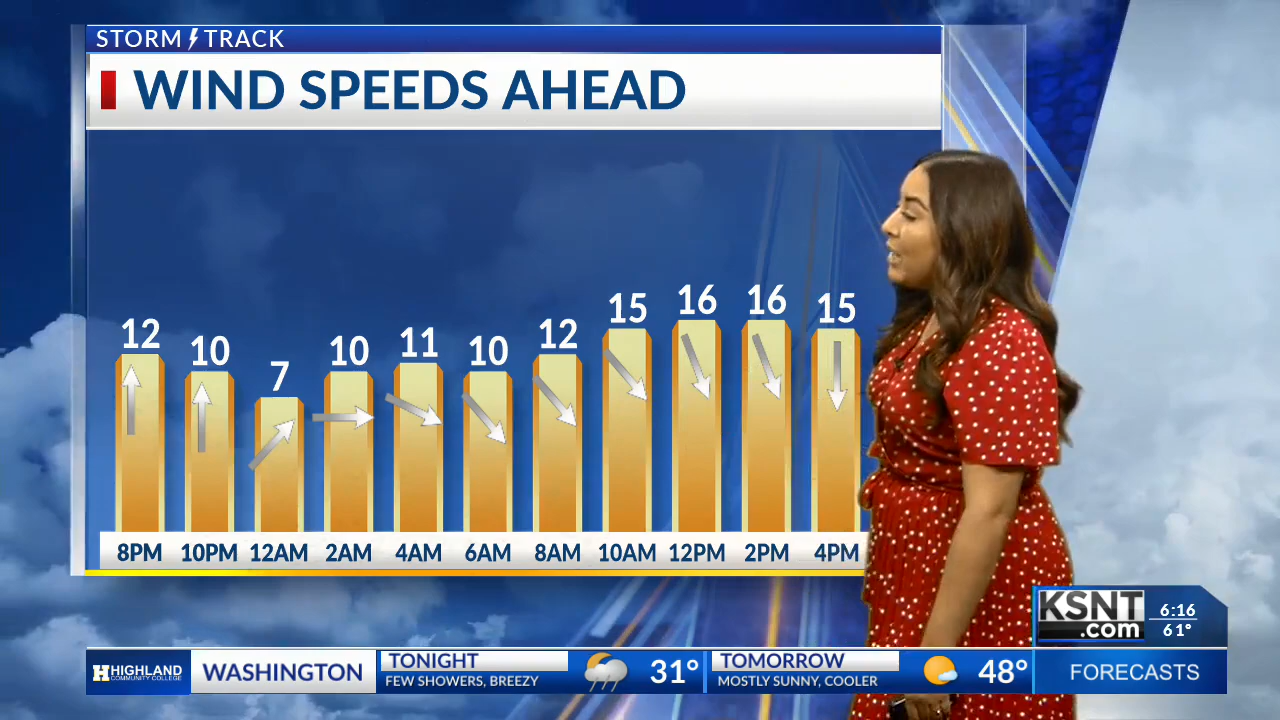 STORM TRACK
WIND SPEEDS AHEAD
12 10 7 10 11 10 12 15 16 16 15
8PM 10PM 12AM 2AM 4AM 6AM 8AM 10AM 12PM 2PM 4PM
KSNT
.com
6:16
61°
HIGHLAND
COMMUNITY COLLEGE
WASHINGTON
TONIGHT
FEW SHOWERS, BREEZY
31°
TOMORROW
MOSTLY SUNNY, COOLER
48°
FORECASTS